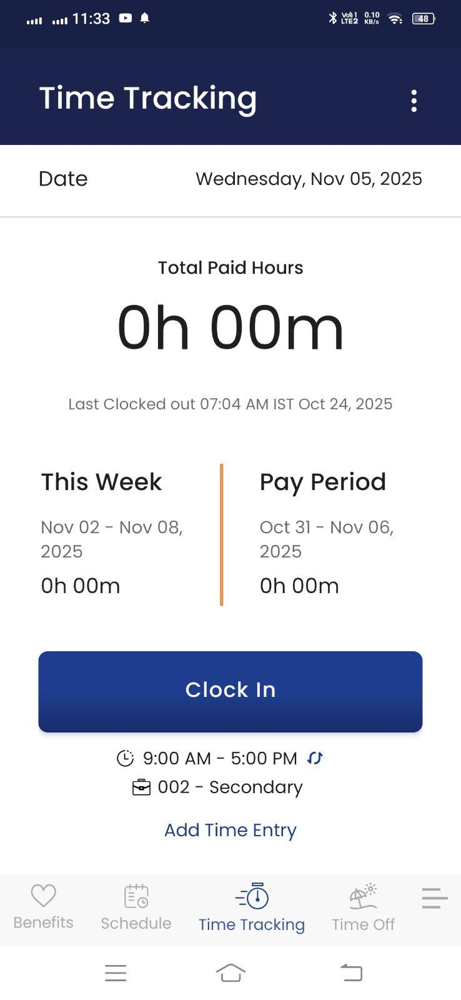 11:33
Vo)) 1
LTE2
0.10
KB/s
48
Time Tracking
Date
Wednesday, Nov 05, 2025
Total Paid Hours
0h 00m
Last Clocked out 07:04 AM IST Oct 24, 2025
This Week
Nov 02 - Nov 08,
2025
0h 00m
Pay Period
Oct 31 - Nov 06,
2025
0h 00m
Clock In
9:00 AM - 5:00 PM
002 - Secondary
Add Time Entry
Benefits
Schedule
Time Tracking
Time Off